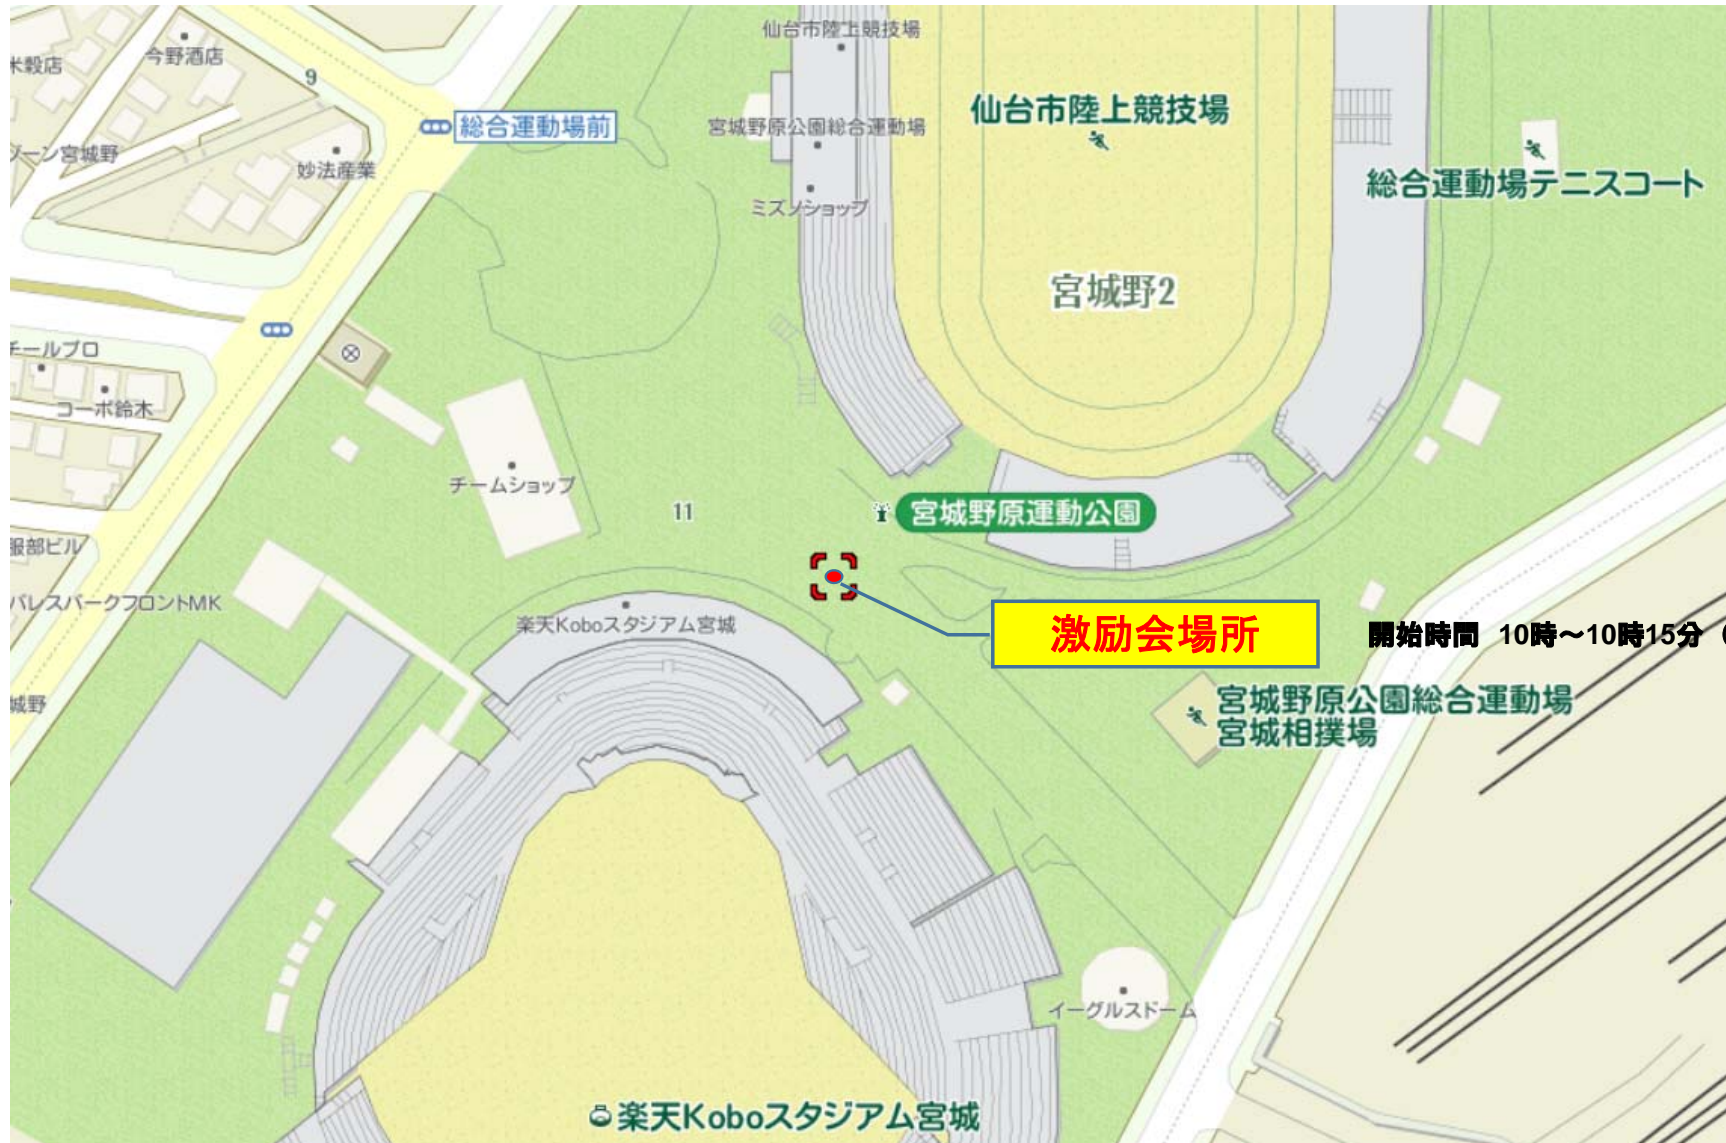 仙台市陸上競技場
今野酒店
米穀店
9
仙台市陸上競技場
総合運動場前
宮城野原公園総合運動場
ゾーン宮城野
妙法産業
総合運動場テニスコート
ミズノショップ
宮城野2
チールプロ
コーポ鈴木
チームショップ
11
宮城野原運動公園
服部ビル
パレスパークフロントMK
楽天Koboスタジアム宮城
激励会場所
開始時間 10時~10時15分 (
城野
宮城野原公園総合運動場
宮城相撲場
イーグルスドーム
楽天Koboスタジアム宮城